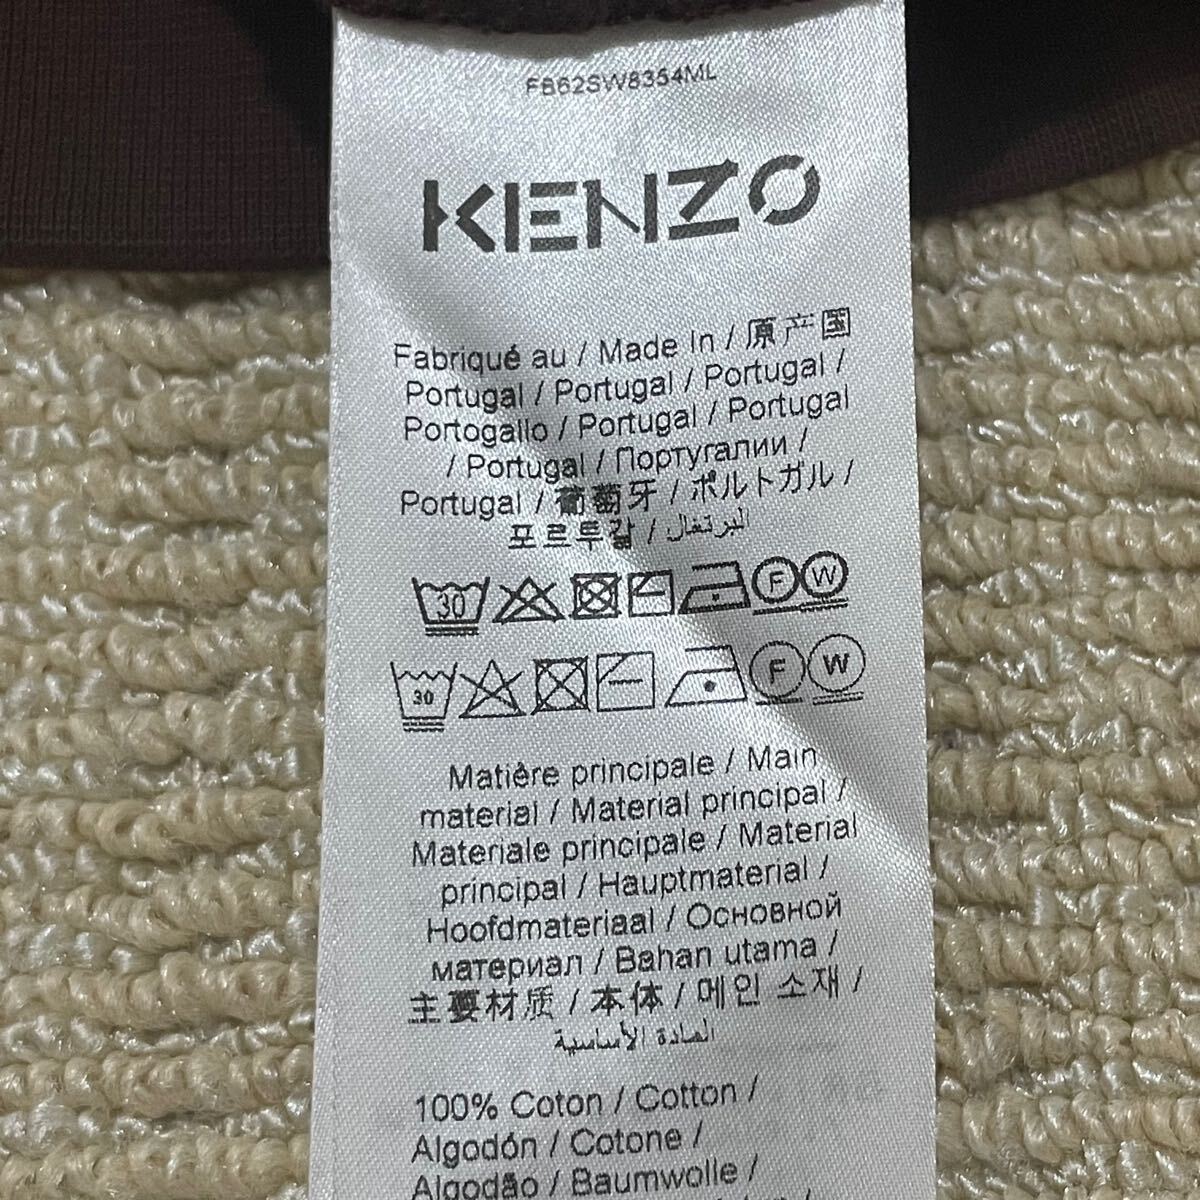 FB62SW8354ML
KENZO
Fabriqué au / Made In / 原产国
Portugal / Portugal / Portugal /
Portogallo / Portugal / Portugal
/ Portugal / Португалии /
Portugal / 葡萄牙 / ポルトガル /
포르투갈 / البرتغال
30 F W
30 F W
Matière principale / Main
material / Material principal /
Materiale principale / Material
principal / Hauptmaterial /
Hoofdmateriaal / Основной
материал / Bahan utama /
主要材质 / 本体 / 메인 소재 /
المادة الأساسية
100% Coton / Cotton /
Algodón / Cotone /
Algodão / Baumwolle /